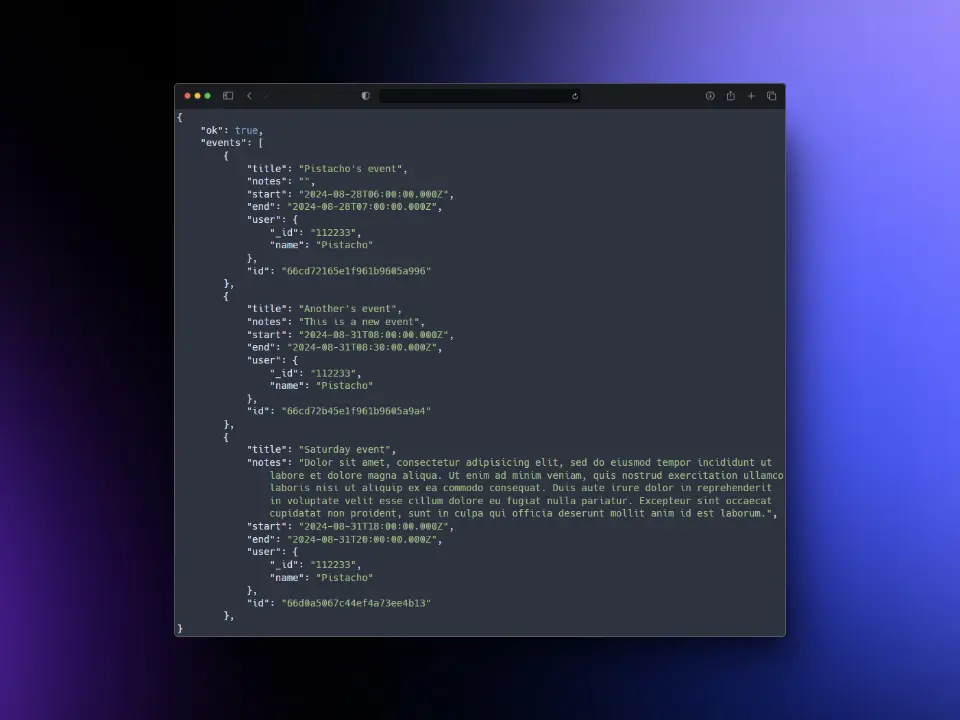 {
"ok": true,
"events": [
{
"title": "Pistacho's event",
"notes": "",
"start": "2024-08-28T06:00:00.000Z",
"end": "2024-08-28T07:00:00.000Z",
"user": {
"_id": "112233",
"name": "Pistacho"
},
"id": "66cd72165e1f961b9605a996"
},
{
"title": "Another's event",
"notes": "This is a new event",
"start": "2024-08-31T08:00:00.000Z",
"end": "2024-08-31T08:30:00.000Z",
"user": {
"_id": "112233",
"name": "Pistacho"
},
"id": "66cd72b45e1f961b9605a9a4"
},
{
"title": "Saturday event",
"notes": "Dolor sit amet, consectetur adipisicing elit, sed do eiusmod tempor incididunt ut
labore et dolore magna aliqua. Ut enim ad minim veniam, quis nostrud exercitation ullamco
laboris nisi ut aliquip ex ea commodo consequat. Duis aute irure dolor in reprehenderit
in voluptate velit esse cillum dolore eu fugiat nulla pariatur. Excepteur sint occaecat
cupidatat non proident, sunt in culpa qui officia deserunt mollit anim id est laborum.",
"start": "2024-08-31T18:00:00.000Z",
"end": "2024-08-31T20:00:00.000Z",
"user": {
"_id": "112233",
"name": "Pistacho"
},
"id": "66d0a5067c44ef4a73ee4b13"
},
}